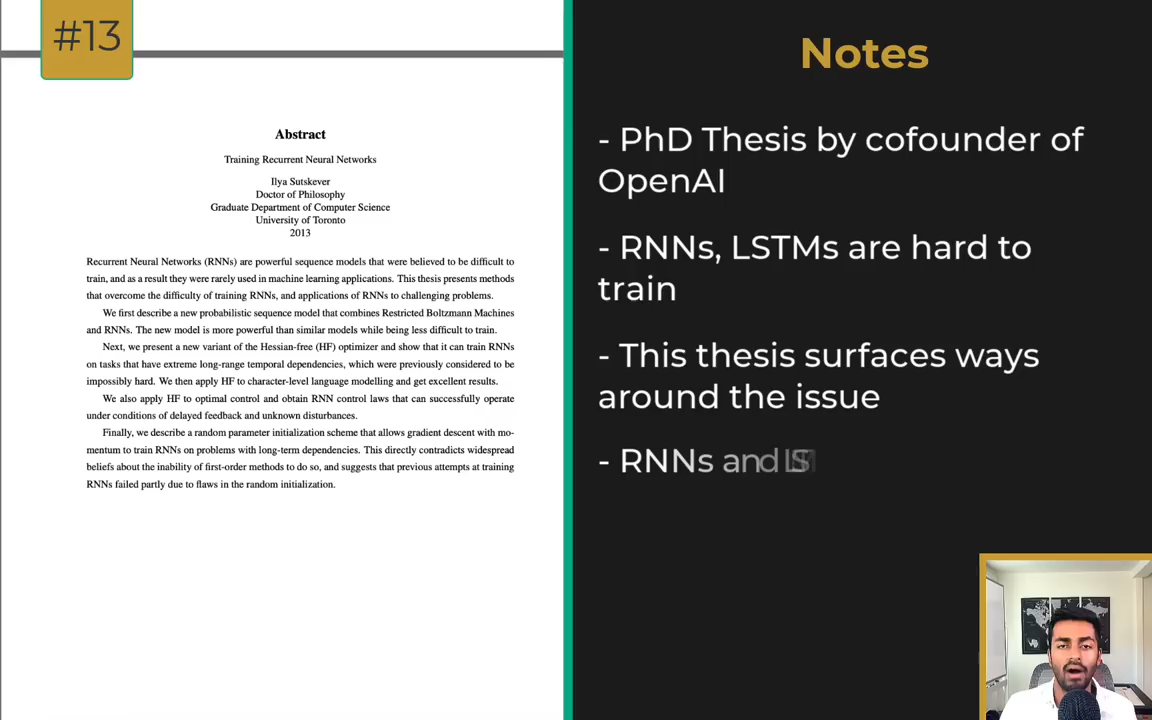 #13
Abstract
Training Recurrent Neural Networks
Ilya Sutskever
Doctor of Philosophy
Graduate Department of Computer Science
University of Toronto
2013
Recurrent Neural Networks (RNNs) are powerful sequence models that were believed to be difficult to
train, and as a result they were rarely used in machine learning applications. This thesis presents methods
that overcome the difficulty of training RNNs, and applications of RNNs to challenging problems.
We first describe a new probabilistic sequence model that combines Restricted Boltzmann Machines
and RNNs. The new model is more powerful than similar models while being less difficult to train.
Next, we present a new variant of the Hessian-free (HF) optimizer and show that it can train RNNs
on tasks that have extreme long-range temporal dependencies, which were previously considered to be
impossibly hard. We then apply HF to character-level language modelling and get excellent results.
We also apply HF to optimal control and obtain RNN control laws that can successfully operate
under conditions of delayed feedback and unknown disturbances.
Finally, we describe a random parameter initialization scheme that allows gradient descent with mo-
mentum to train RNNs on problems with long-term dependencies. This directly contradicts widespread
beliefs about the inability of first-order methods to do so, and suggests that previous attempts at training
RNNs failed partly due to flaws in the random initialization.
Notes
- PhD Thesis by cofounder of
OpenAI
- RNNs, LSTMs are hard to
train
- This thesis surfaces ways
around the issue
- RNNs and